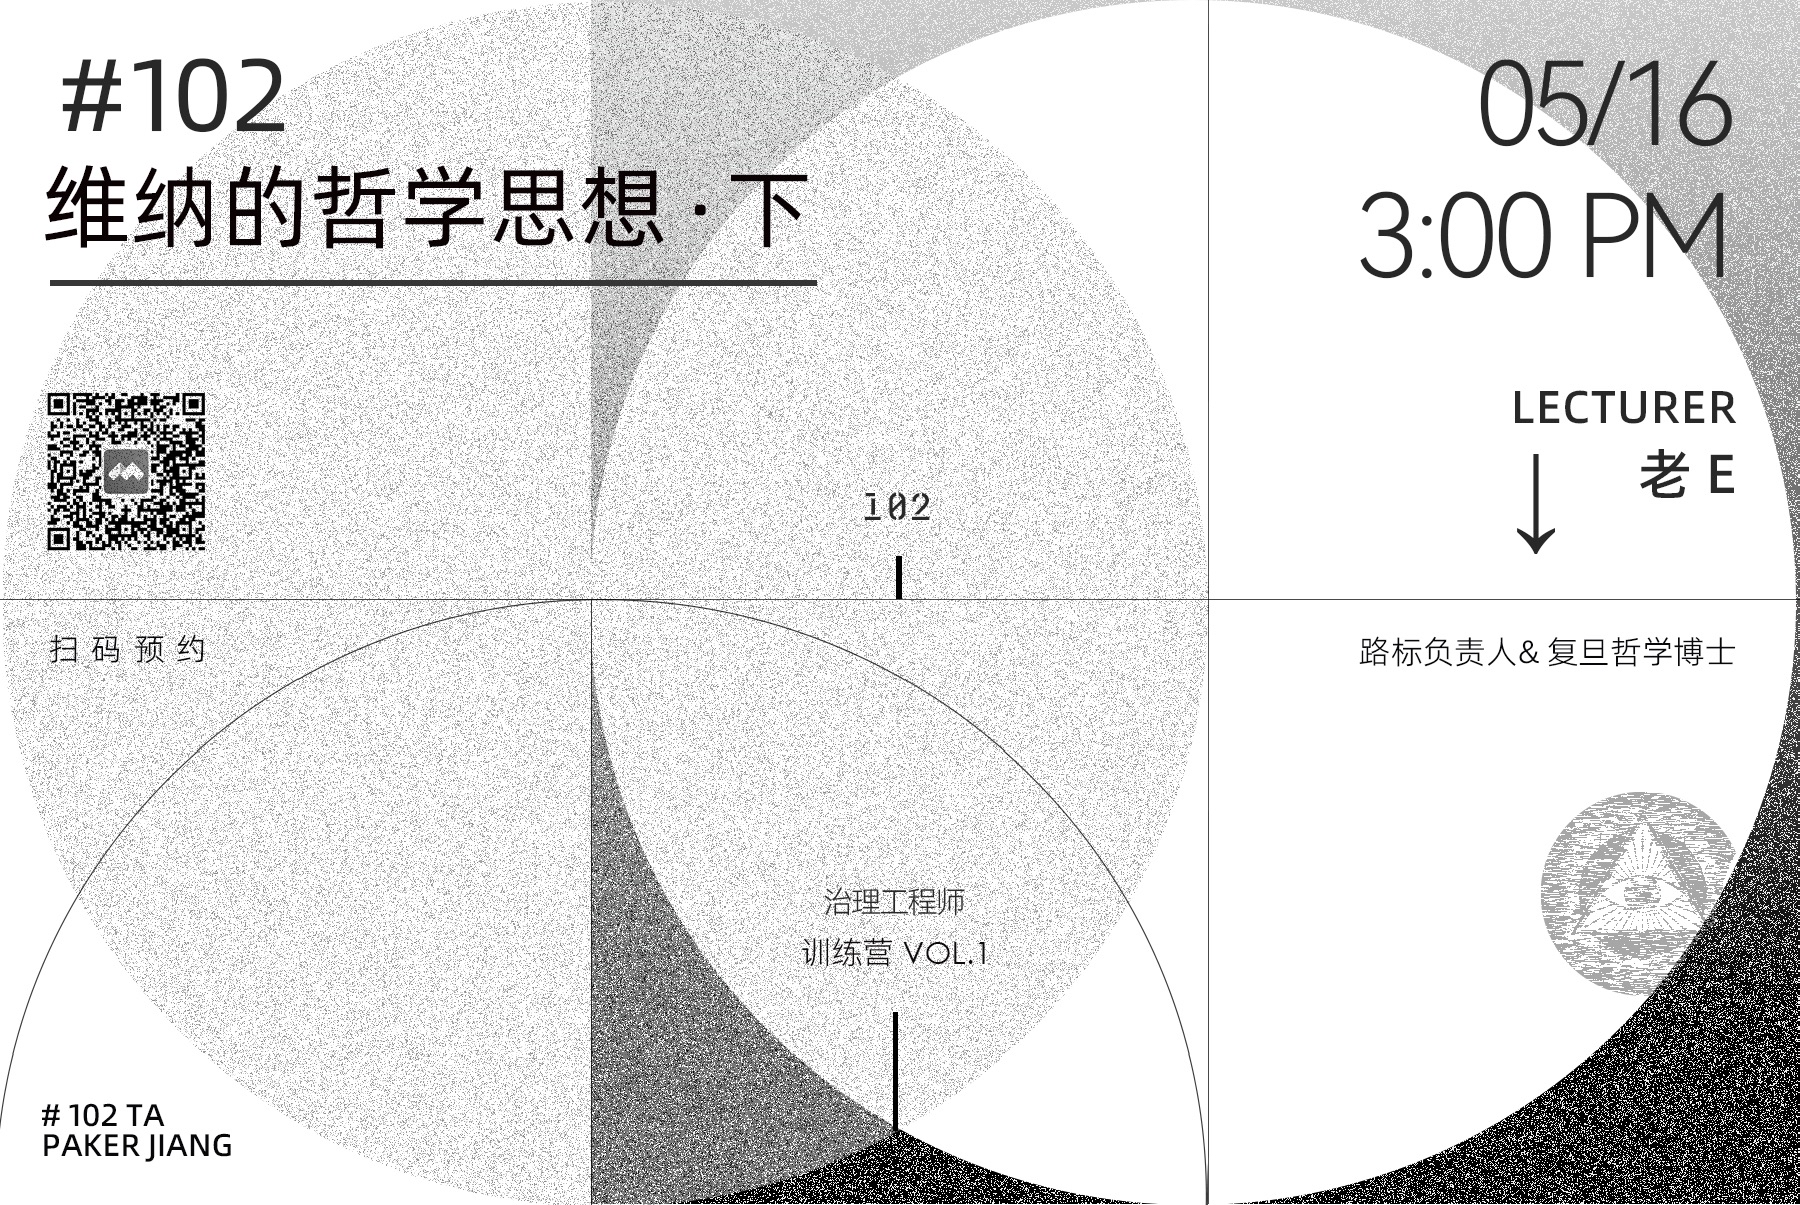 #102
维纳的哲学思想·下
05/16
3:00 PM
LECTURER
老 E
102
扫码预约
路标负责人& 复旦哲学博士
治理工程师
训练营 VOL.1
# 102 TA
PAKER JIANG